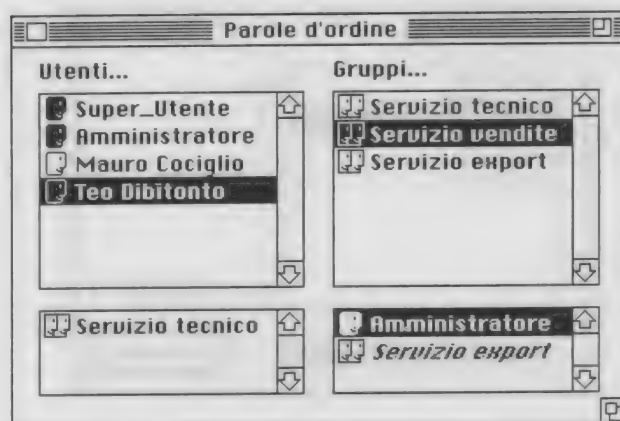 Parole d'ordine
Utenti...
Super_Utente
Amministratore
Mauro Cociglio
Teo Dibitonto
Servizio tecnico
Gruppi...
Servizio tecnico
Servizio vendite
Servizio export
Amministratore
Servizio export